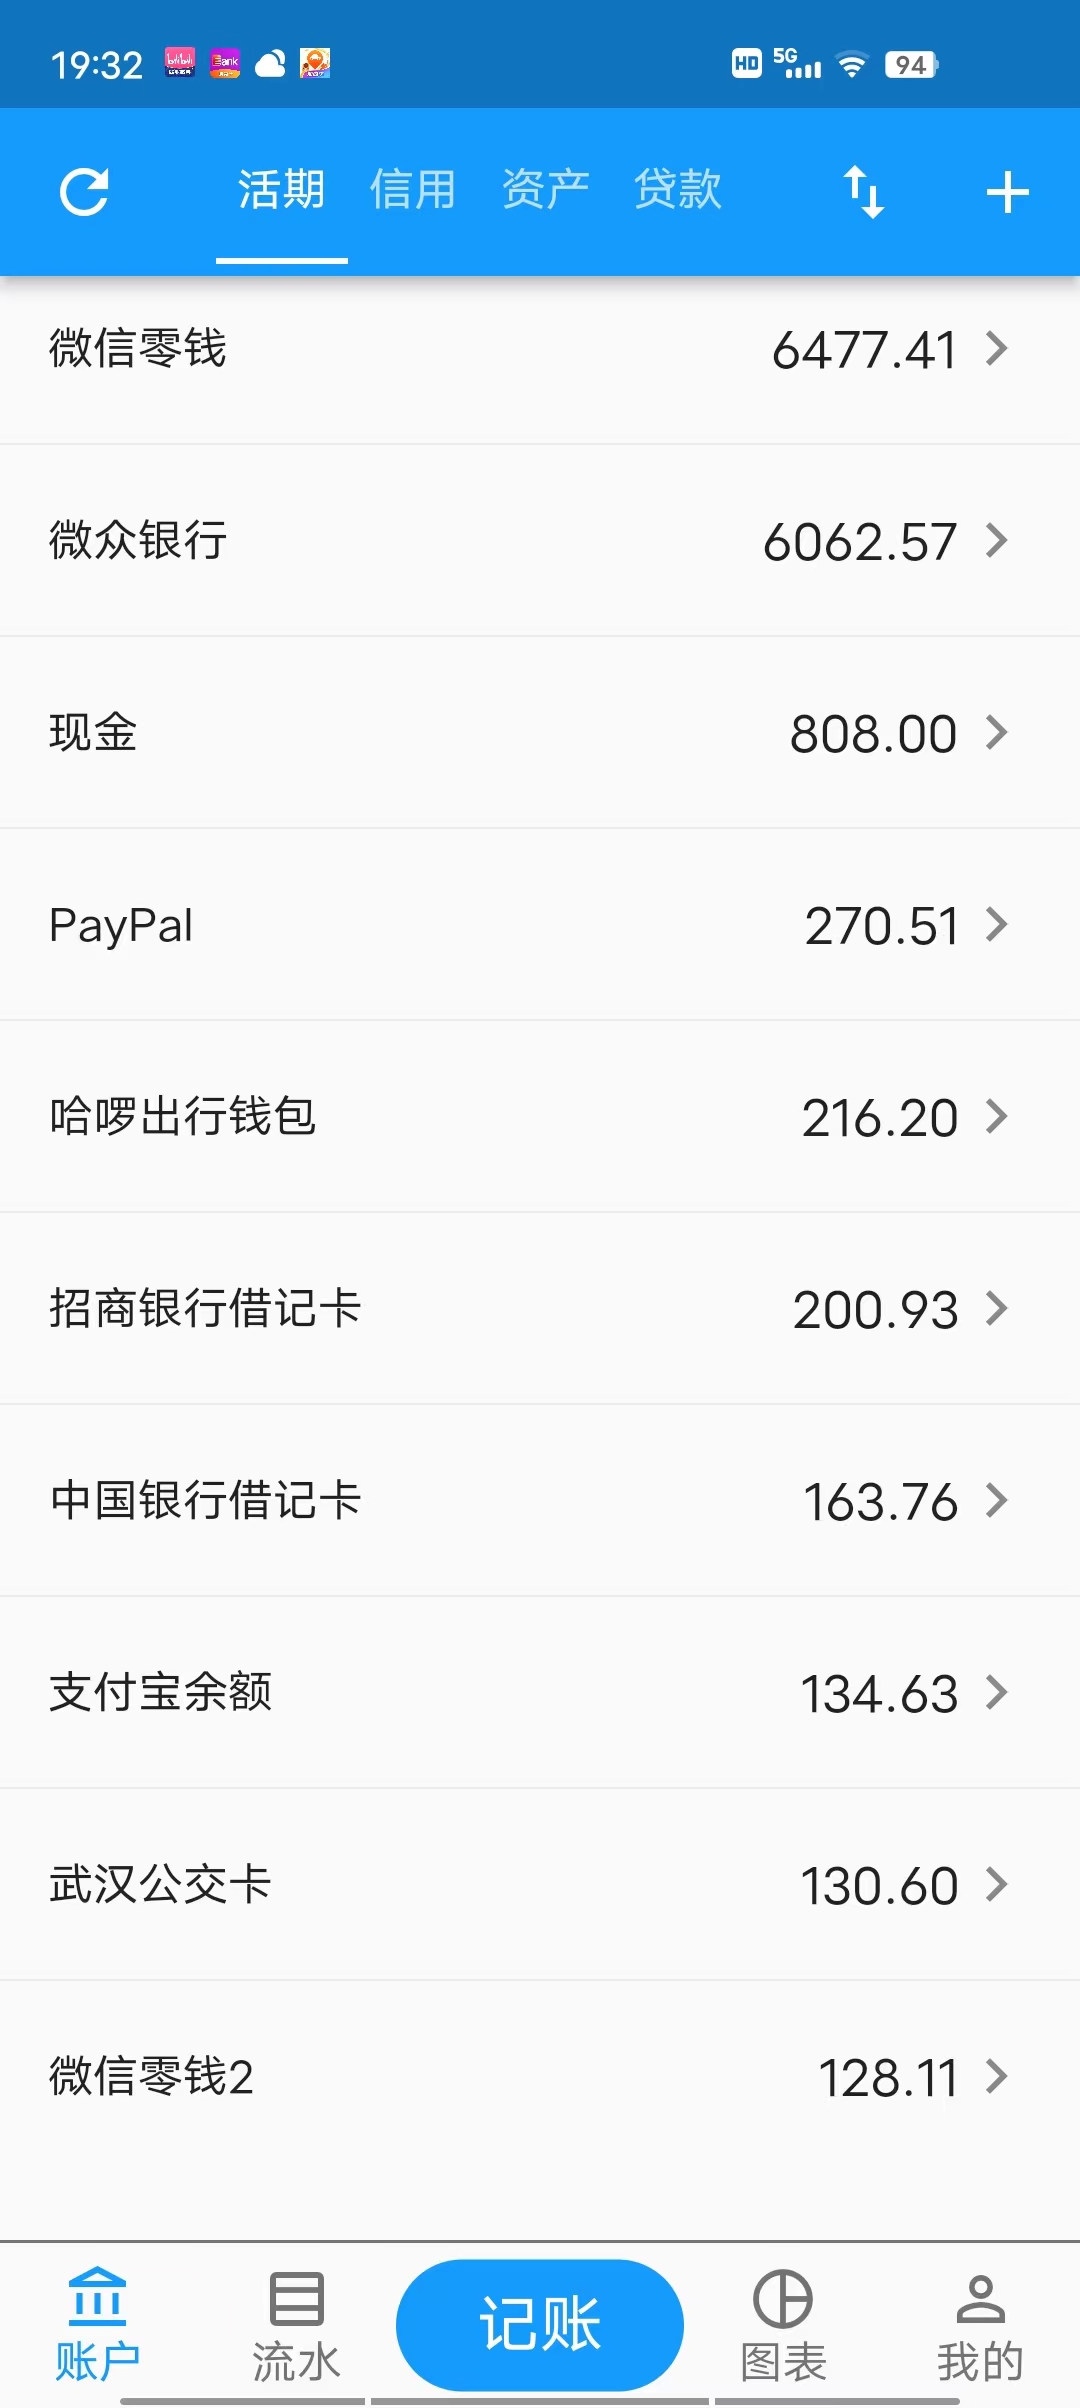 19:32 HD 5G 94
活期 信用 资产 贷款
微信零钱 6477.41
微众银行 6062.57
现金 808.00
PayPal 270.51
哈啰出行钱包 216.20
招商银行借记卡 200.93
中国银行借记卡 163.76
支付宝余额 134.63
武汉公交卡 130.60
微信零钱2 128.11
账户 流水 记账 图表 我的